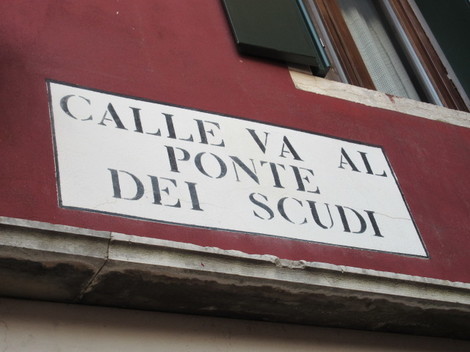 CALLE VA AL
PONTE
DEI SCUDI